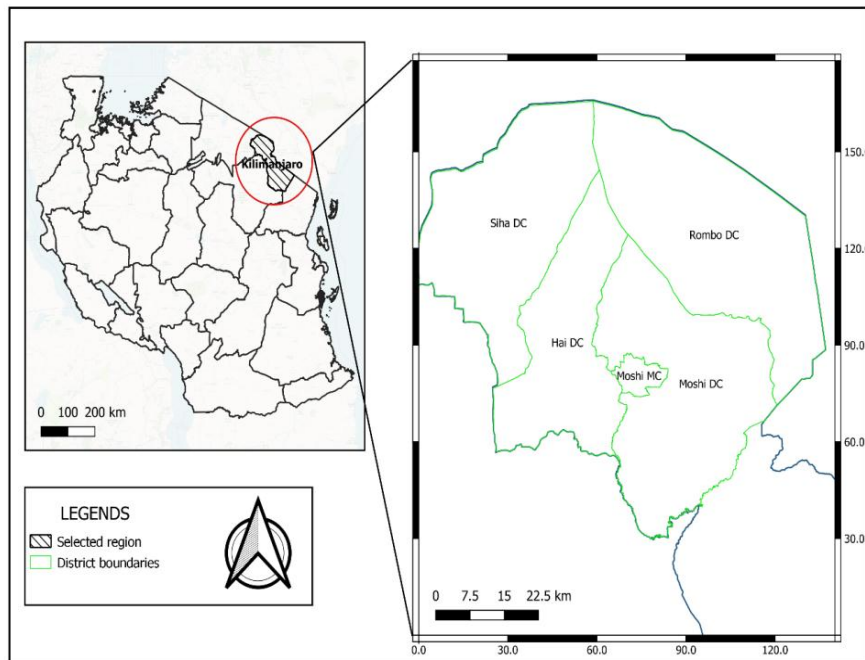 Kilimanjaro
0 100 200 km
LEGENDS
Selected region
District boundaries
150.0
120.0
90.0
60.0
30.0
Siha DC
Rombo DC
Hai DC
Moshi MC
Moshi DC
0 7.5 15 22.5 km
0.0 30.0 60.0 90.0 120.0